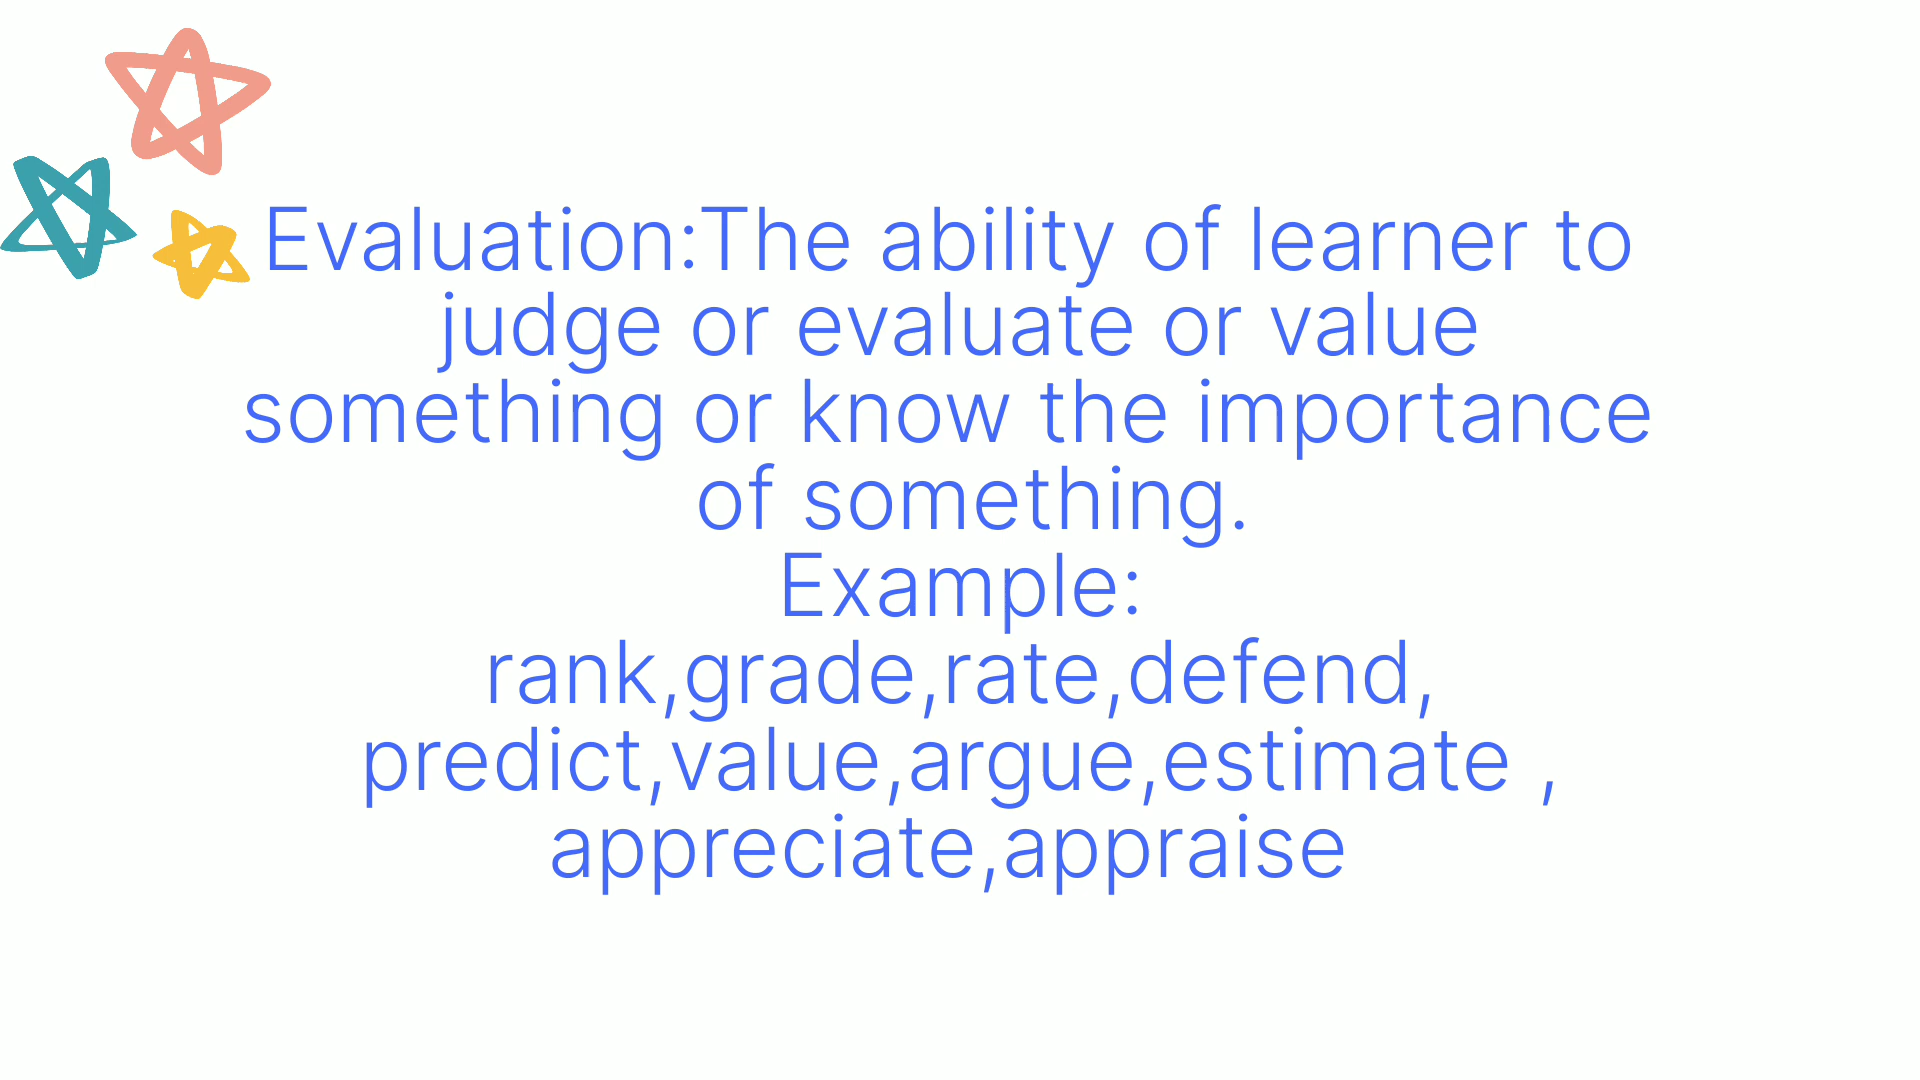 Evaluation:The ability of learner to
judge or evaluate or value
something or know the importance
of something.
Example:
rank,grade,rate,defend,
predict,value,argue,estimate ,
appreciate,appraise